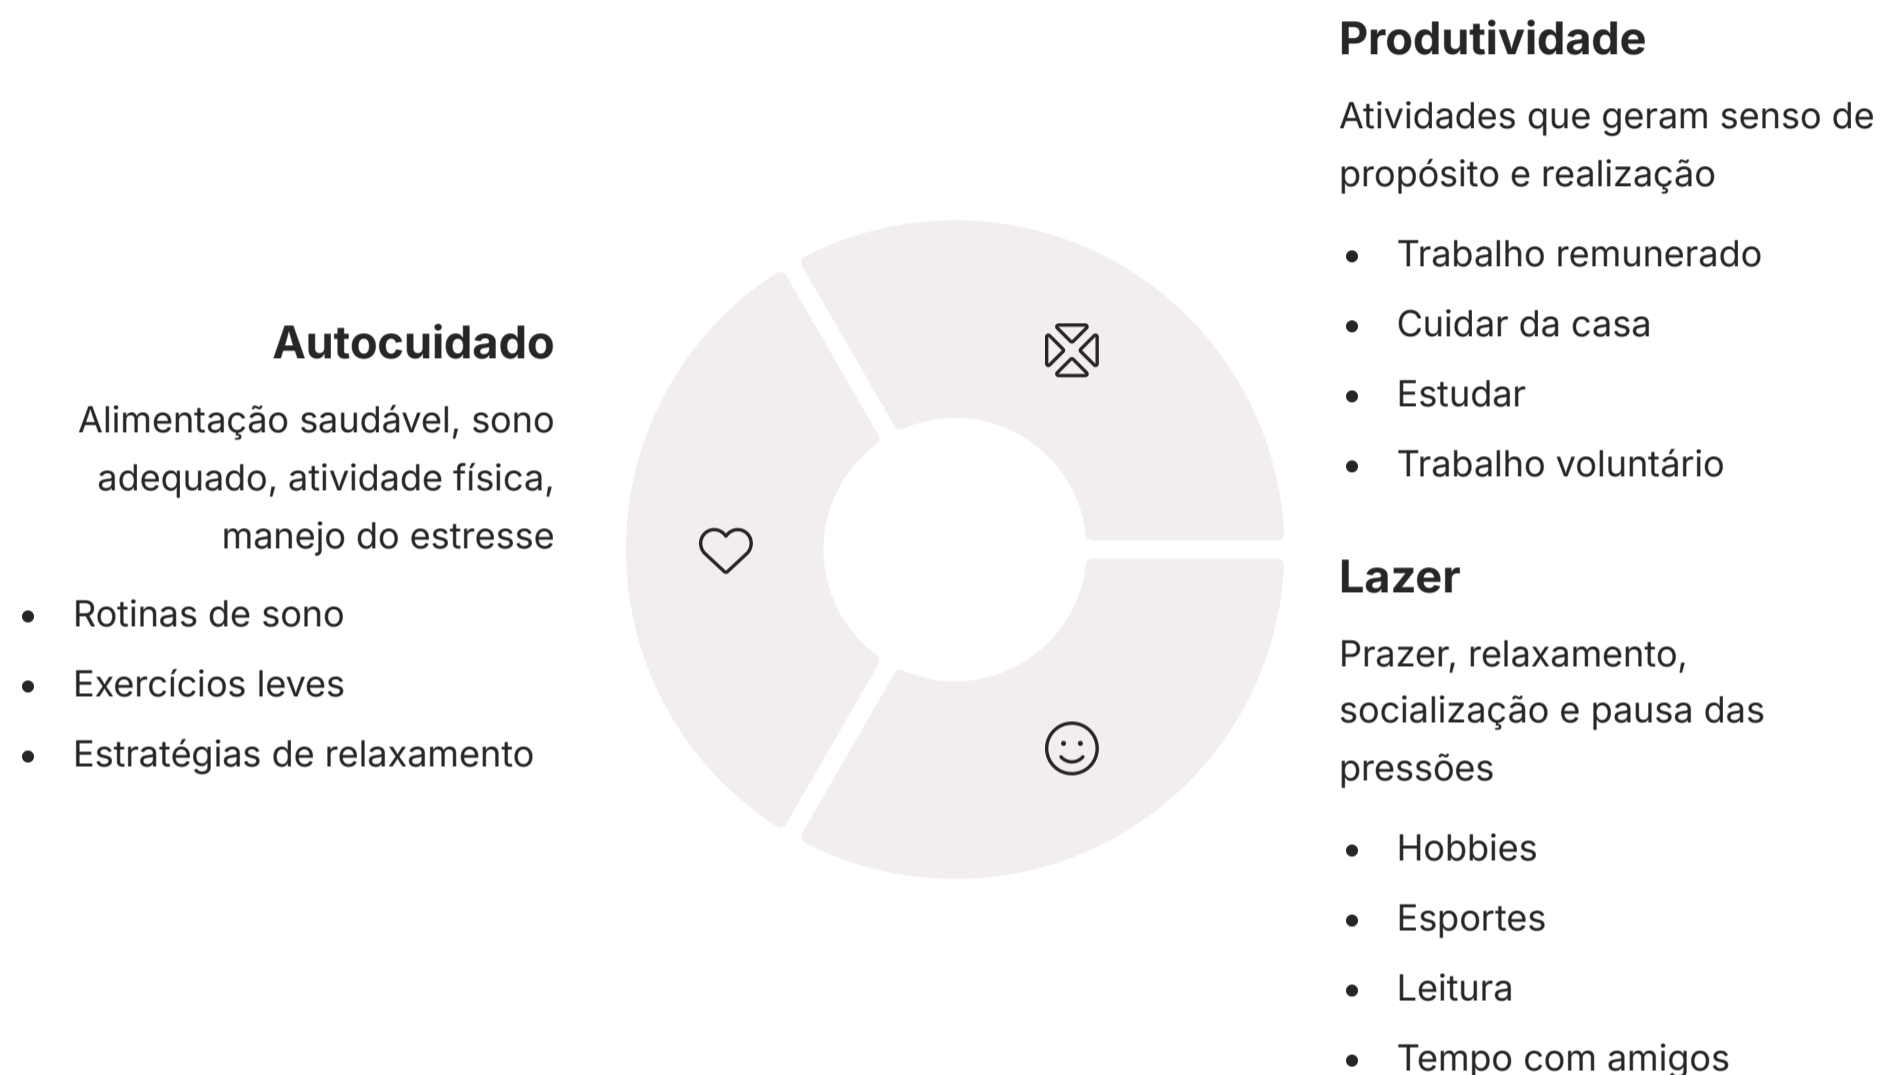 Produtividade
Atividades que geram senso de
propósito e realização
• Trabalho remunerado
• Cuidar da casa
• Estudar
• Trabalho voluntário
Autocuidado
Alimentação saudável, sono
adequado, atividade física,
manejo do estresse
• Rotinas de sono
• Exercícios leves
• Estratégias de relaxamento
Lazer
Prazer, relaxamento,
socialização e pausa das
pressões
• Hobbies
• Esportes
• Leitura
• Tempo com amigos